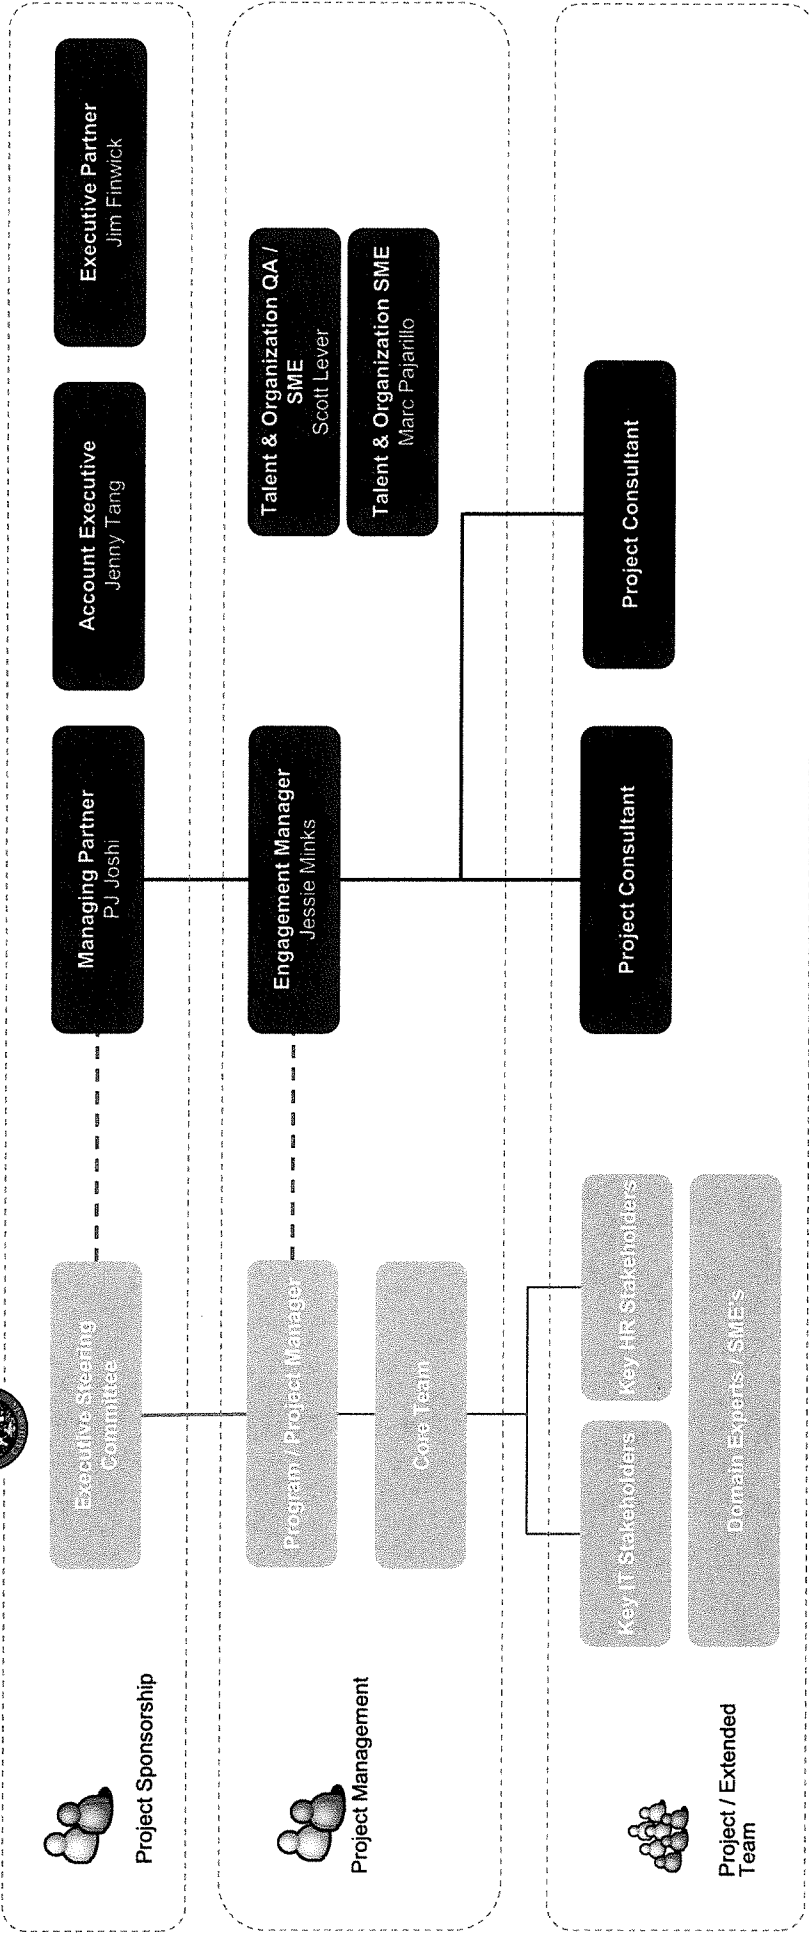 Project Sponsorship
Executive Steering
Committee
Managing Partner
PJ Joshi
Account Executive
Jenny Tang
Executive Partner
Jim Finwick
Project Management
Program / Project Manager
Core Team
Engagement Manager
Jessie Minks
Talent & Organization QA /
SME
Scott Lever
Talent & Organization SME
Marc Pajarillo
Project / Extended
Team
Key IT Stakeholders
Key HR Stakeholders
Domain Experts / SME's
Project Consultant
Project Consultant